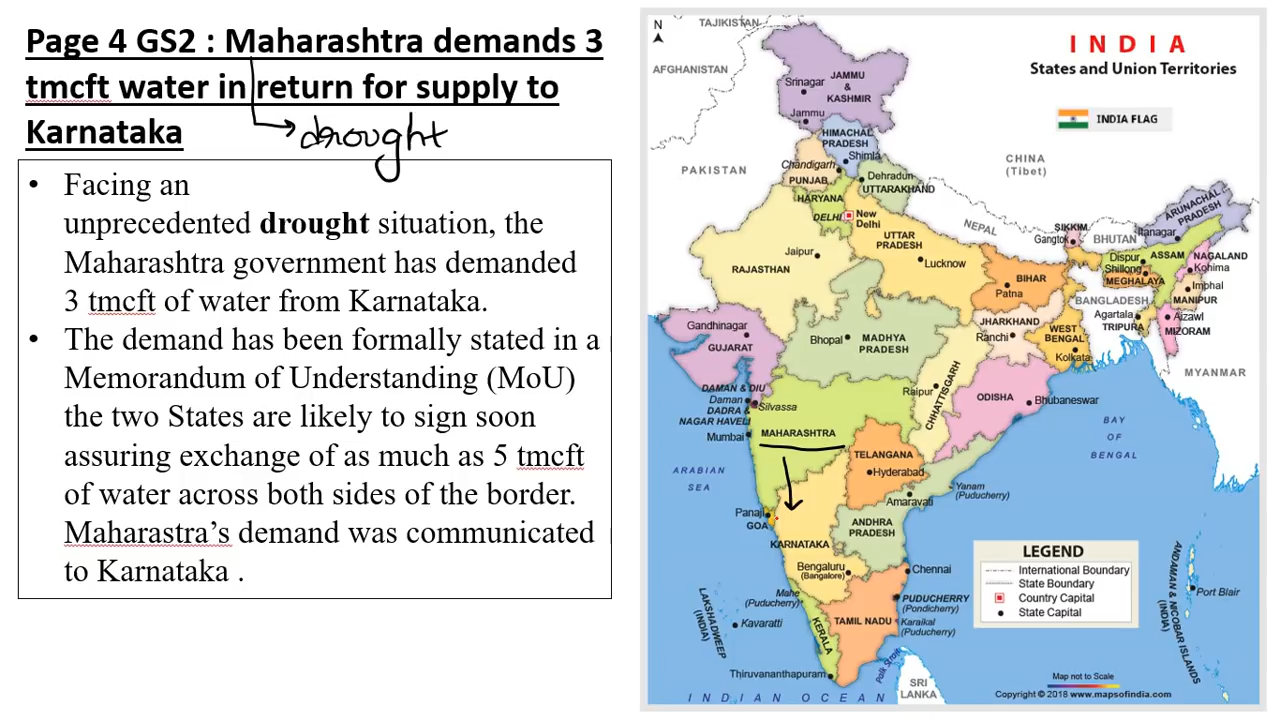 Page 4 GS2 : Maharashtra demands 3
tmcft water in return for supply to
Karnataka
drought
• Facing an
unprecedented drought situation, the
Maharashtra government has demanded
3 tmcft of water from Karnataka.
• The demand has been formally stated in a
Memorandum of Understanding (MoU)
the two States are likely to sign soon
assuring exchange of as much as 5 tmcft
of water across both sides of the border.
Maharastra's demand was communicated
to Karnataka .
N
INDIA
States and Union Territories
INDIA FLAG
TAJIKISTAN
AFGHANISTAN
PAKISTAN
CHINA
(Tibet)
NEPAL
BHUTAN
BANGLADESH
MYANMAR
Srinagar
JAMMU
&
KASHMIR
Jammu
HIMACHAL
PRADESH
Shimla
Chandigarh
PUNJAB
Dehradun
UTTARAKHAND
HARYANA
DELHI
New
Delhi
UTTAR
PRADESH
Lucknow
Jaipur
RAJASTHAN
SIKKIM
Gangtok
ARUNACHAL
PRADESH
Itanagar
Dispur
ASSAM
NAGALAND
Kohima
Shillong
MEGHALAYA
Imphal
MANIPUR
Agartala
TRIPURA
Aizawl
MIZORAM
BIHAR
Patna
JHARKHAND
Ranchi
WEST
BENGAL
Kolkata
Gandhinagar
GUJARAT
Bhopal
MADHYA
PRADESH
CHHATTISGARH
Raipur
ODISHA
Bhubaneswar
DAMAN & DIU
Daman
DADRA &
NAGAR HAVELI
Silvassa
Mumbai
MAHARASHTRA
TELANGANA
Hyderabad
Amaravati
Yanam
(Puducherry)
ARABIAN
SEA
BAY
OF
BENGAL
Panaji
GOA
KARNATAKA
ANDHRA
PRADESH
Bengaluru
(Bangalore)
Chennai
Mahe
(Puducherry)
PUDUCHERRY
(Pondicherry)
TAMIL NADU
Karaikal
(Puducherry)
KERALA
LAKSHADWEEP
(INDIA)
Kavaratti
Thiruvananthapuram
Palk Strait
SRI
LANKA
INDIAN OCEAN
ANDAMAN & NICOBAR ISLANDS
(INDIA)
Port Blair
LEGEND
International Boundary
State Boundary
Country Capital
State Capital
Map not to Scale
Copyright © 2018 www.mapsofindia.com